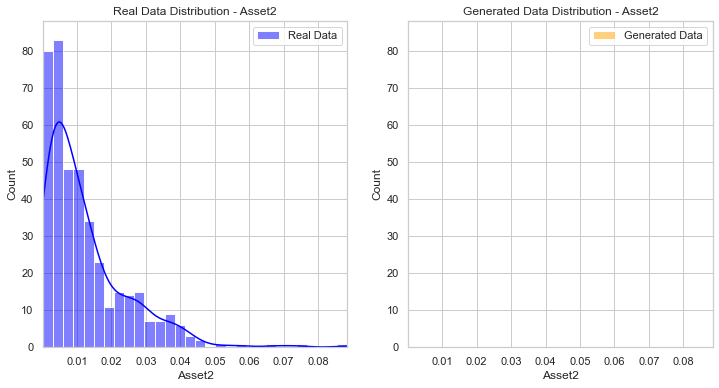 Real Data Distribution - Asset2
Real Data
80
70
60
50
40
30
20
10
0
Count
0.01 0.02 0.03 0.04 0.05 0.06 0.07 0.08
Asset2
Generated Data Distribution - Asset2
Generated Data
80
70
60
50
40
30
20
10
0
Count
0.01 0.02 0.03 0.04 0.05 0.06 0.07 0.08
Asset2